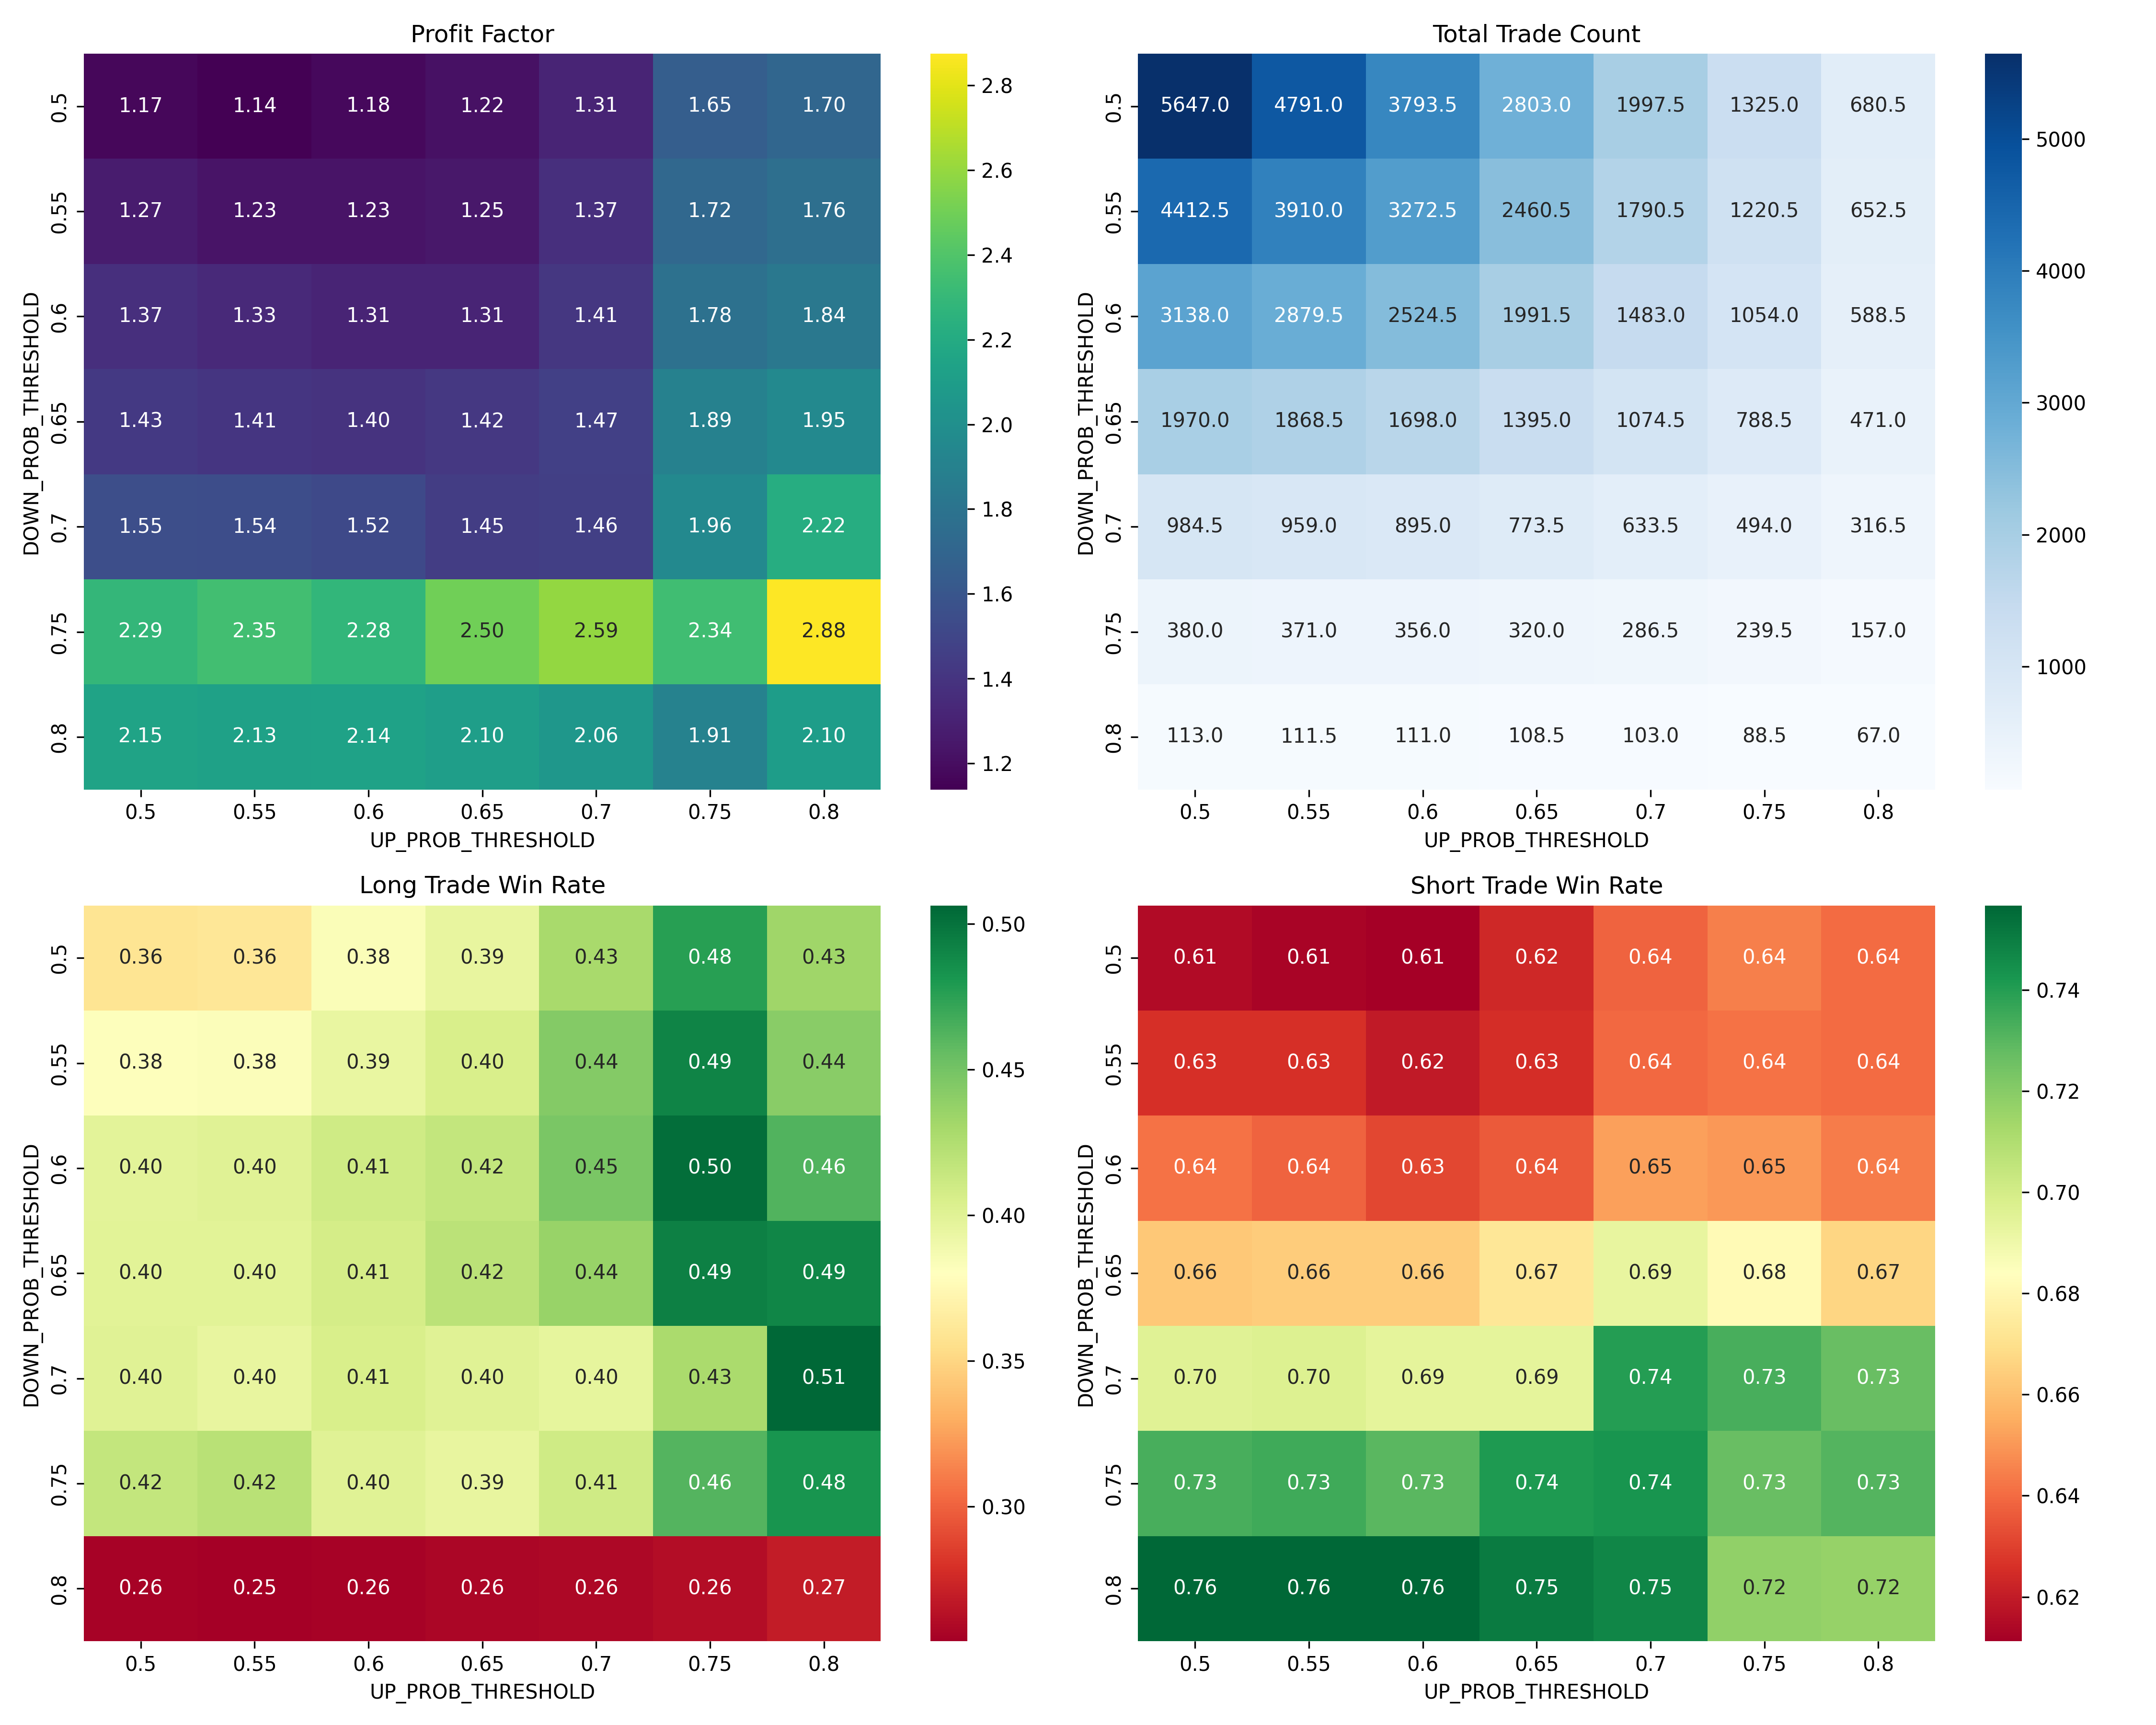 Profit Factor
0.5 1.17 1.14 1.18 1.22 1.31 1.65 1.70
0.55 1.27 1.23 1.23 1.25 1.37 1.72 1.76
0.6 1.37 1.33 1.31 1.31 1.41 1.78 1.84
0.65 1.43 1.41 1.40 1.42 1.47 1.89 1.95
0.7 1.55 1.54 1.52 1.45 1.46 1.96 2.22
0.75 2.29 2.35 2.28 2.50 2.59 2.34 2.88
0.8 2.15 2.13 2.14 2.10 2.06 1.91 2.10
DOWN_PROB_THRESHOLD
0.5 0.55 0.6 0.65 0.7 0.75 0.8
UP_PROB_THRESHOLD
2.8
2.6
2.4
2.2
2.0
1.8
1.6
1.4
1.2
Total Trade Count
0.5 5647.0 4791.0 3793.5 2803.0 1997.5 1325.0 680.5
0.55 4412.5 3910.0 3272.5 2460.5 1790.5 1220.5 652.5
0.6 3138.0 2879.5 2524.5 1991.5 1483.0 1054.0 588.5
0.65 1970.0 1868.5 1698.0 1395.0 1074.5 788.5 471.0
0.7 984.5 959.0 895.0 773.5 633.5 494.0 316.5
0.75 380.0 371.0 356.0 320.0 286.5 239.5 157.0
0.8 113.0 111.5 111.0 108.5 103.0 88.5 67.0
DOWN_PROB_THRESHOLD
0.5 0.55 0.6 0.65 0.7 0.75 0.8
UP_PROB_THRESHOLD
5000
4000
3000
2000
1000
Long Trade Win Rate
0.5 0.36 0.36 0.38 0.39 0.43 0.48 0.43
0.55 0.38 0.38 0.39 0.40 0.44 0.49 0.44
0.6 0.40 0.40 0.41 0.42 0.45 0.50 0.46
0.65 0.40 0.40 0.41 0.42 0.44 0.49 0.49
0.7 0.40 0.40 0.41 0.40 0.40 0.43 0.51
0.75 0.42 0.42 0.40 0.39 0.41 0.46 0.48
0.8 0.26 0.25 0.26 0.26 0.26 0.26 0.27
DOWN_PROB_THRESHOLD
0.5 0.55 0.6 0.65 0.7 0.75 0.8
UP_PROB_THRESHOLD
0.50
0.45
0.40
0.35
0.30
Short Trade Win Rate
0.5 0.61 0.61 0.61 0.62 0.64 0.64 0.64
0.55 0.63 0.63 0.62 0.63 0.64 0.64 0.64
0.6 0.64 0.64 0.63 0.64 0.65 0.65 0.64
0.65 0.66 0.66 0.66 0.67 0.69 0.68 0.67
0.7 0.70 0.70 0.69 0.69 0.74 0.73 0.73
0.75 0.73 0.73 0.73 0.74 0.74 0.73 0.73
0.8 0.76 0.76 0.76 0.75 0.75 0.72 0.72
DOWN_PROB_THRESHOLD
0.5 0.55 0.6 0.65 0.7 0.75 0.8
UP_PROB_THRESHOLD
0.74
0.72
0.70
0.68
0.66
0.64
0.62